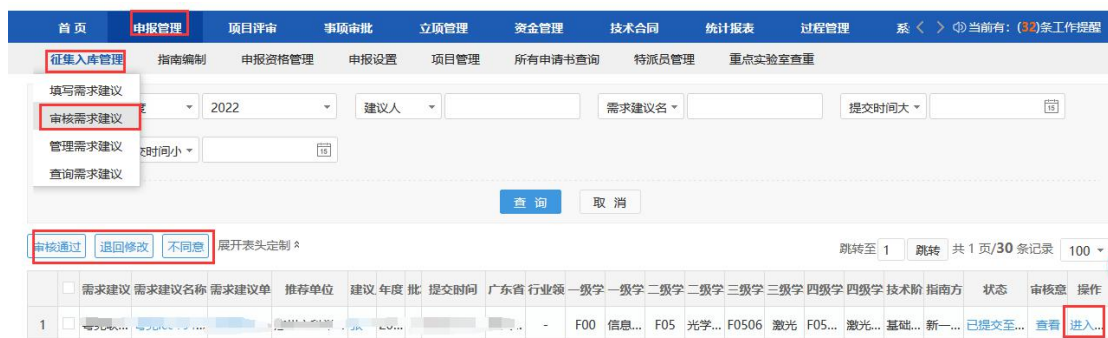 首 页 申报管理 项目评审 事项审批 立项管理 资金管理 技术合同 统计报表 过程管理 系 当前有：(32)条工作提醒
征集入库管理 指南编制 申报资格管理 申报设置 项目管理 所有申请书查询 特派员管理 重点实验室查重
填写需求建议
2022 建议人 需求建议名 提交时间大
审核需求建议
管理需求建议 交时间小
查询需求建议
查 询 取 消
审核通过 退回修改 不同意 展开表头定制 跳转至 1 跳转 共 1 页/30 条记录 100
需求建议 需求建议名称 需求建议单 推荐单位 建议 年度 批 提交时间 广东省 行业领 一级学 一级学 二级学 二级学 三级学 三级学 四级学 四级学 技术阶 指南方 状态 审核意 操作
1 - F00 信息... F05 光学... F0506 激光 F05... 激光... 基础... 新一... 已提交至... 查看 进入...